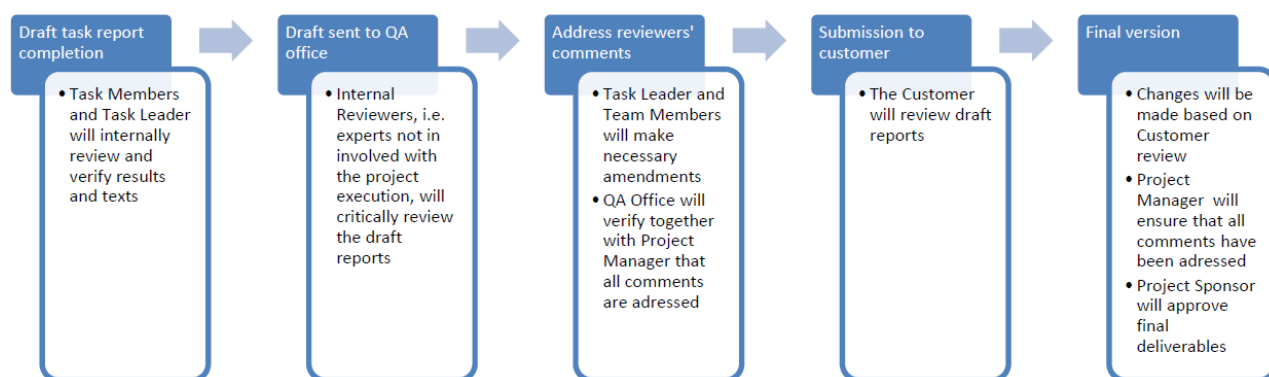 Draft task report
completion
• Task Members
and Task Leader
will internally
review and
verify results
and texts
Draft sent to QA
office
• Internal
Reviewers, i.e.
experts not in
involved with
the project
execution, will
critically review
the draft
reports
Address reviewers'
comments
• Task Leader and
Team Members
will make
necessary
amendments
• QA Office will
verify together
with Project
Manager that
all comments
are adressed
Submission to
customer
• The Customer
will review draft
reports
Final version
• Changes will be
made based on
Customer
review
• Project
Manager will
ensure that all
comments have
been adressed
• Project Sponsor
will approve
final
deliverables